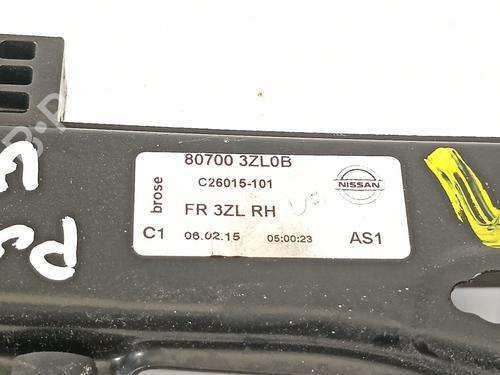 80700 3ZL0B
brose
C26015-101
NISSAN
FR 3ZL RH
C1 06.02.15 05:00:23 AS1